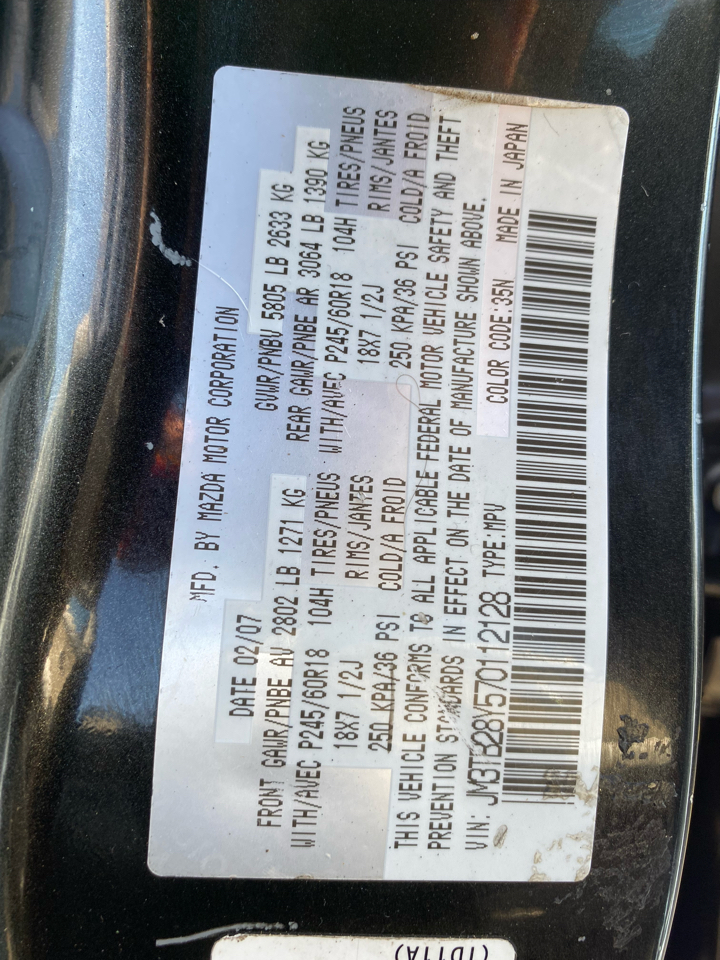 MFD. BY MAZDA MOTOR CORPORATION
DATE 02/07 GVWR/PNBV 5805 LB 2633 KG
FRONT GAWR/PNBE AV 2802 LB 1271 KG REAR GAWR/PNBE AR 3064 LB 1390 KG
WITH/AVEC P245/60R18 104H TIRES/PNEUS WITH/AVEC P245/60R18 104H TIRES/PNEUS
18X7 1/2J RIMS/JANTES 18X7 1/2J RIMS/JANTES
250 KPA/36 PSI COLD/A FROID 250 KPA/36 PSI COLD/A FROID
THIS VEHICLE CONFORMS TO ALL APPLICABLE FEDERAL MOTOR VEHICLE SAFETY AND THEFT
PREVENTION STANDARDS IN EFFECT ON THE DATE OF MANUFACTURE SHOWN ABOVE.
VIN: JM3TB28Y570112128 TYPE:MPV COLOR CODE:35N MADE IN JAPAN
(1D11A)